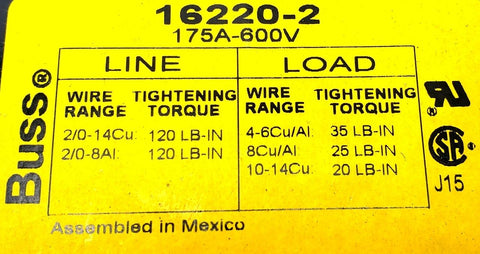 16220-2
175A-600V
Buss®
LINE LOAD
WIRE TIGHTENING WIRE TIGHTENING
RANGE TORQUE RANGE TORQUE
2/0-14Cu: 120 LB-IN 4-6Cu/Al: 35 LB-IN
2/0-8Al: 120 LB-IN 8Cu/Al: 25 LB-IN
10-14Cu: 20 LB-IN
RU®
SA®
J15
Assembled in Mexico